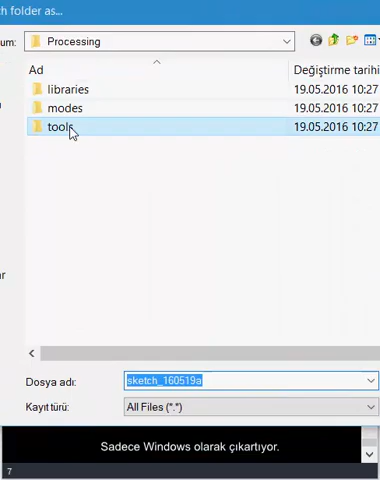 h folder as...
um:
Processing
Ad
Değiştirme tarihi
libraries
19.05.2016 10:27
modes
19.05.2016 10:27
tools
19.05.2016 10:27
ar
Dosya adı:
sketch_160519a
Kayıt türü:
All Files (*.*)
Sadece Windows olarak çıkartıyor.
7